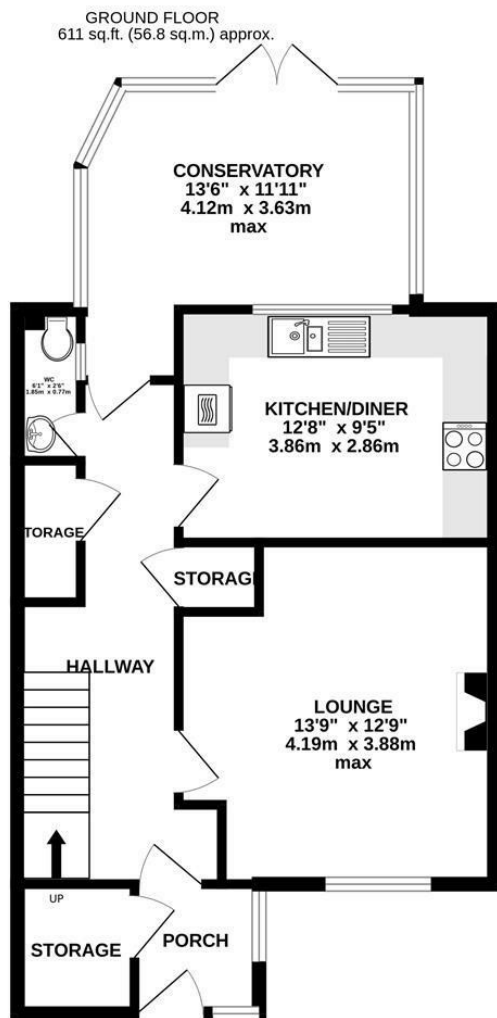 GROUND FLOOR
611 sq.ft. (56.8 sq.m.) approx.
CONSERVATORY
13'6" x 11'11"
4.12m x 3.63m
max
WC
6'1" x 2'6"
1.85m x 0.77m
KITCHEN/DINER
12'8" x 9'5"
3.86m x 2.86m
TORAGE
STORAGE
HALLWAY
LOUNGE
13'9" x 12'9"
4.19m x 3.88m
max
UP
STORAGE
PORCH